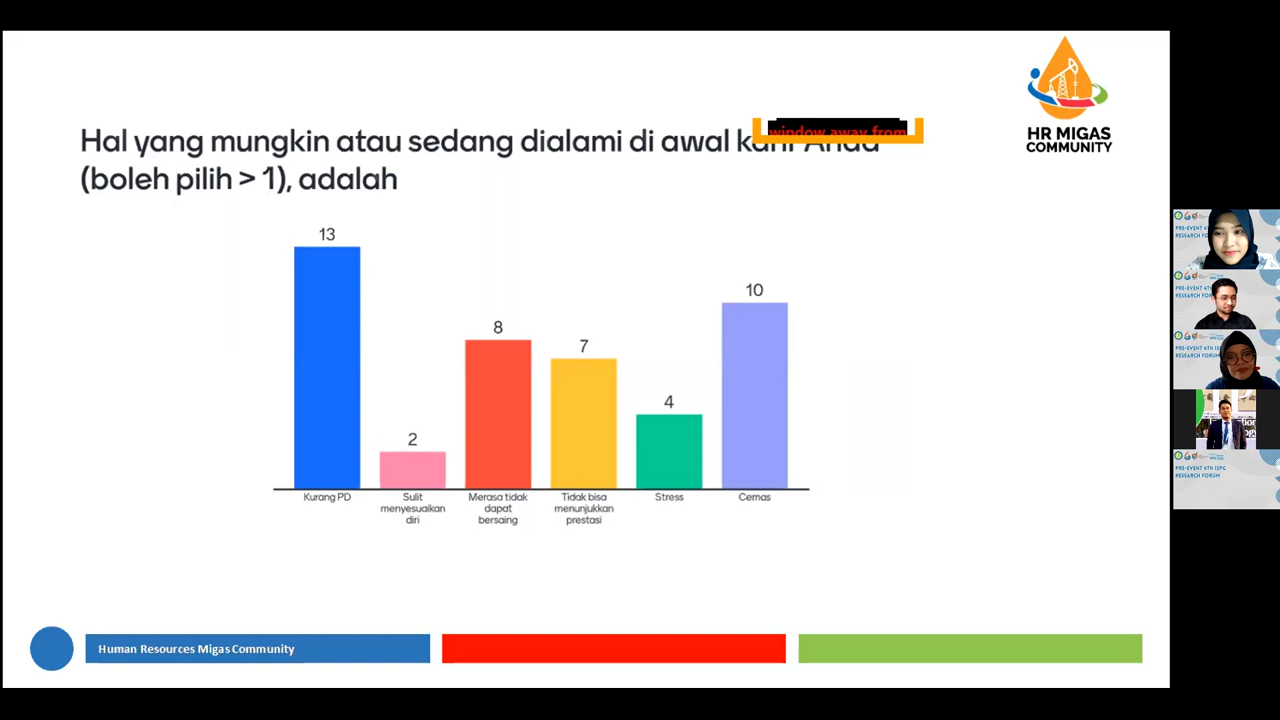 HR MIGAS
COMMUNITY
window away from
Hal yang mungkin atau sedang dialami di awal Anda
(boleh pilih > 1), adalah
13
2
8
7
4
10
Kurang PD
Sulit
menyesuaikan
diri
Merasa tidak
dapat
bersaing
Tidak bisa
menunjukkan
prestasi
Stress
Cemas
Human Resources Migas Community
PRE-EVENT 4TH ISPG
RESEARCH FORUM